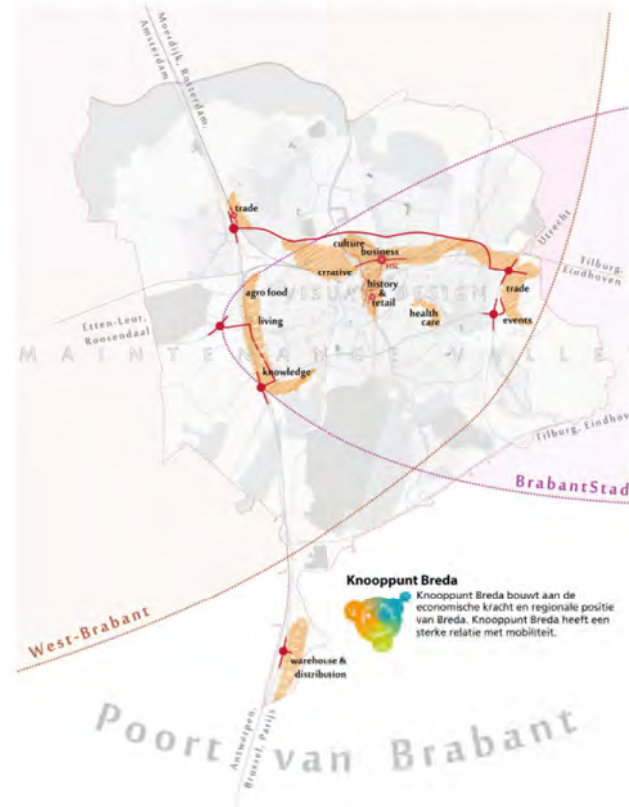 Moerdijk, Rotterdam,
Amsterdam
trade
culture
business
HSL
creative
history
&
retail
agro food
living
VISUAL DESIGN
health
care
trade
events
Utrecht
Tilburg,
Eindhoven
Etten-Leur,
Roosendaal
MAINTENANCE VALLEY
knowledge
Tilburg, Eindhoven
BrabantStad
West-Brabant
Knooppunt Breda
Knooppunt Breda bouwt aan de
economische kracht en regionale positie
van Breda. Knooppunt Breda heeft een
sterke relatie met mobiliteit.
warehouse &
distribution
Antwerpen,
Brussel, Parijs
Poort van Brabant